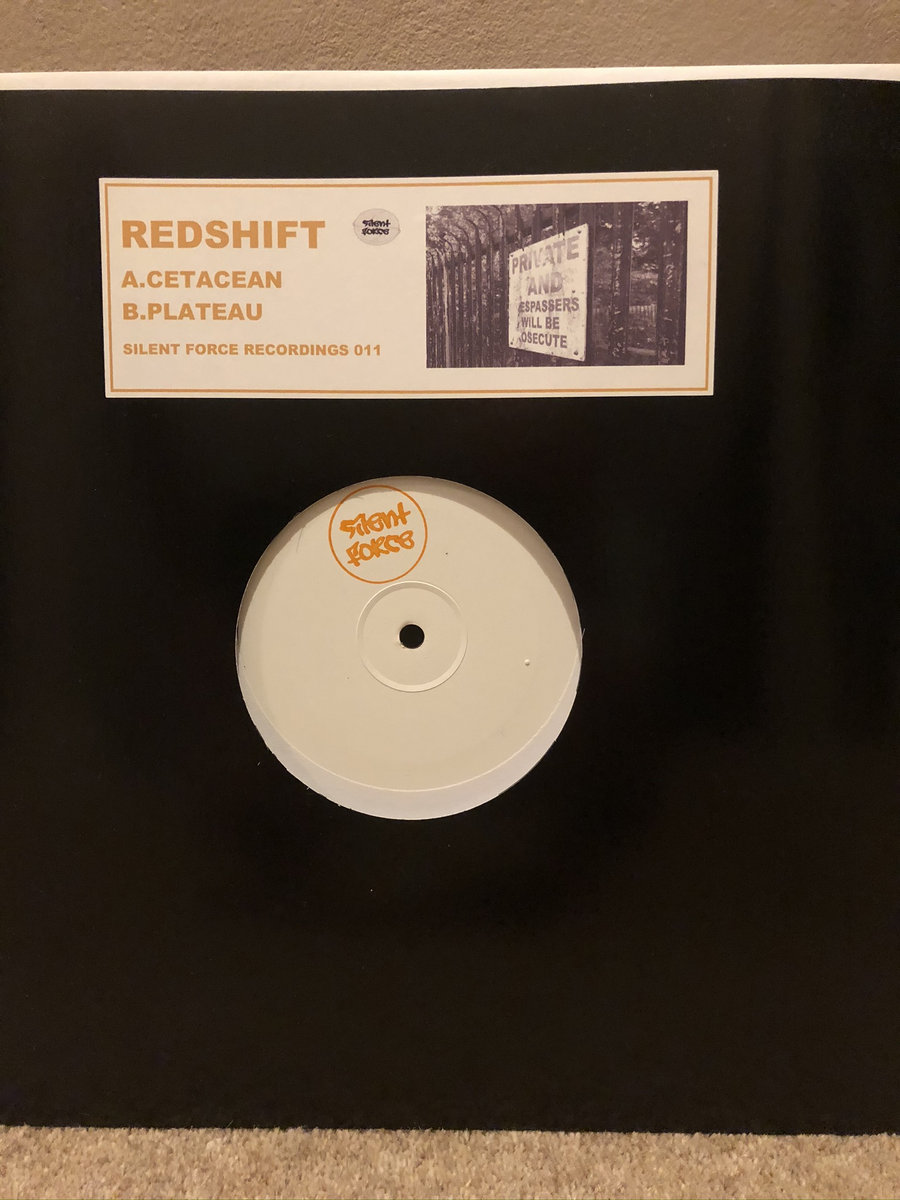 REDSHIFT
silent
force
A.CETACEAN
B.PLATEAU
SILENT FORCE RECORDINGS 011
PRIVATE
AND
ESPASSERS
WILL BE
OSECUTE
silent
force